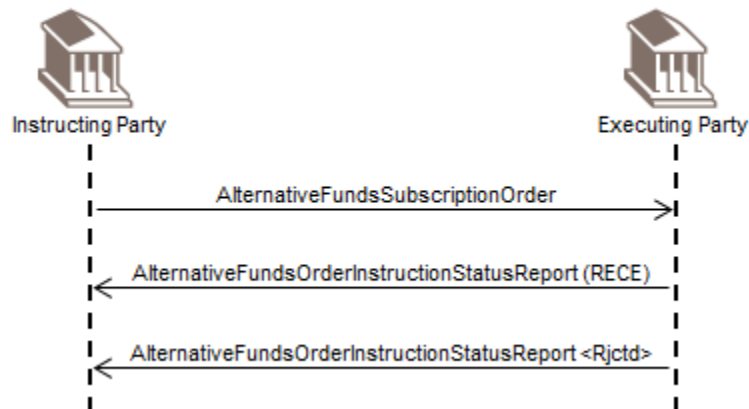 Instructing Party
Executing Party
AlternativeFundsSubscriptionOrder
AlternativeFundsOrderInstructionStatusReport (RECE)
AlternativeFundsOrderInstructionStatusReport <Rjctd>